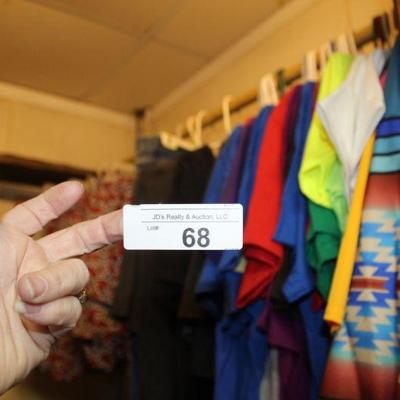 JD's Realty & Auction, LLC
Lot#
68